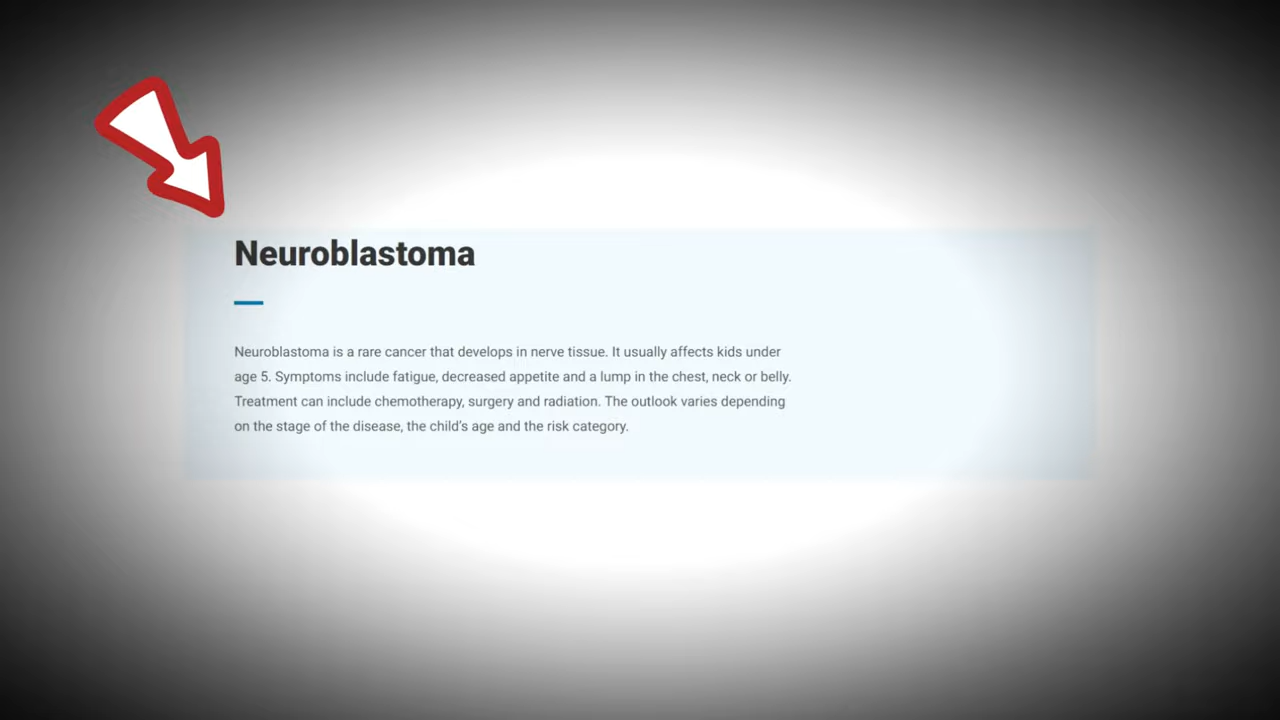 Neuroblastoma
Neuroblastoma is a rare cancer that develops in nerve tissue. It usually affects kids under
age 5. Symptoms include fatigue, decreased appetite and a lump in the chest, neck or belly.
Treatment can include chemotherapy, surgery and radiation. The outlook varies depending
on the stage of the disease, the child’s age and the risk category.